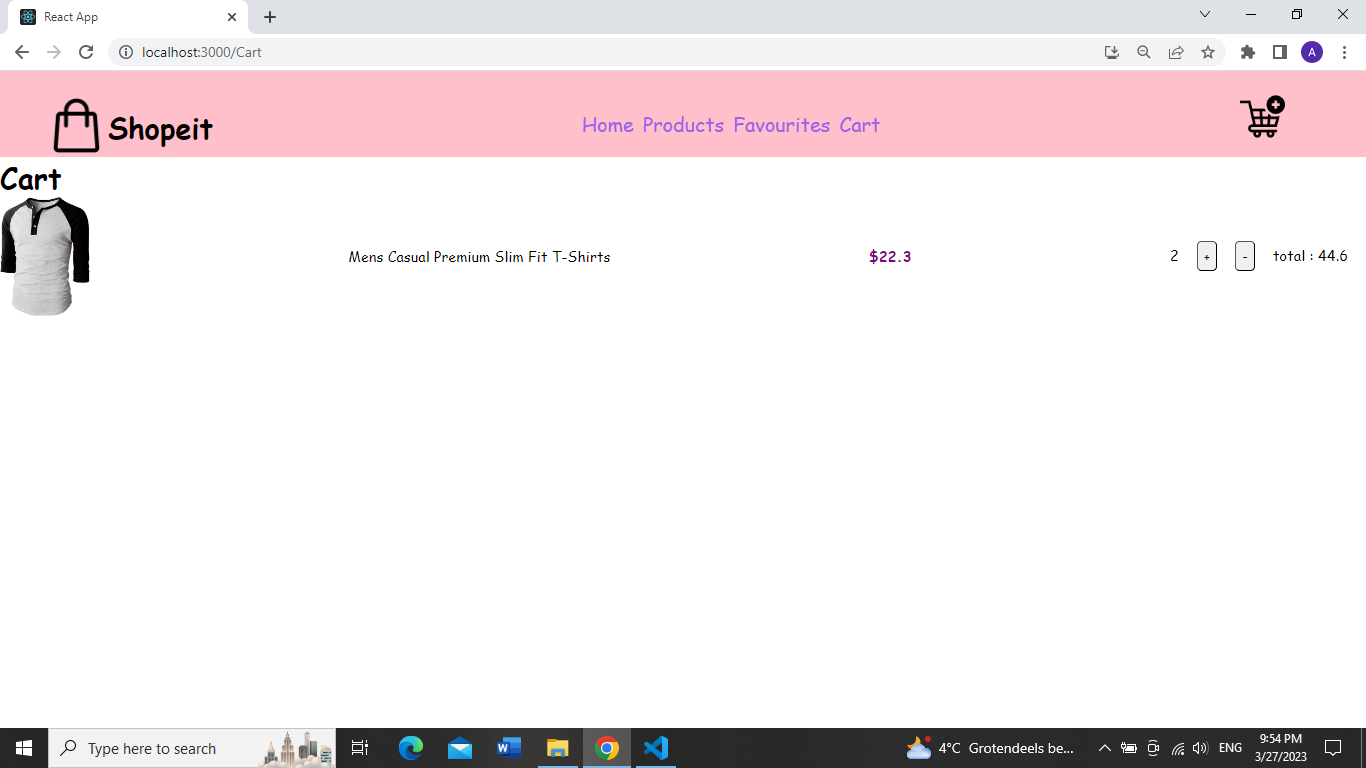 React App
localhost:3000/Cart
A
Shopeit
Home Products Favourites Cart
Cart
Mens Casual Premium Slim Fit T-Shirts
$22.3
2 + - total : 44.6
Type here to search
4°C Grotendeels be...
ENG
9:54 PM
3/27/2023